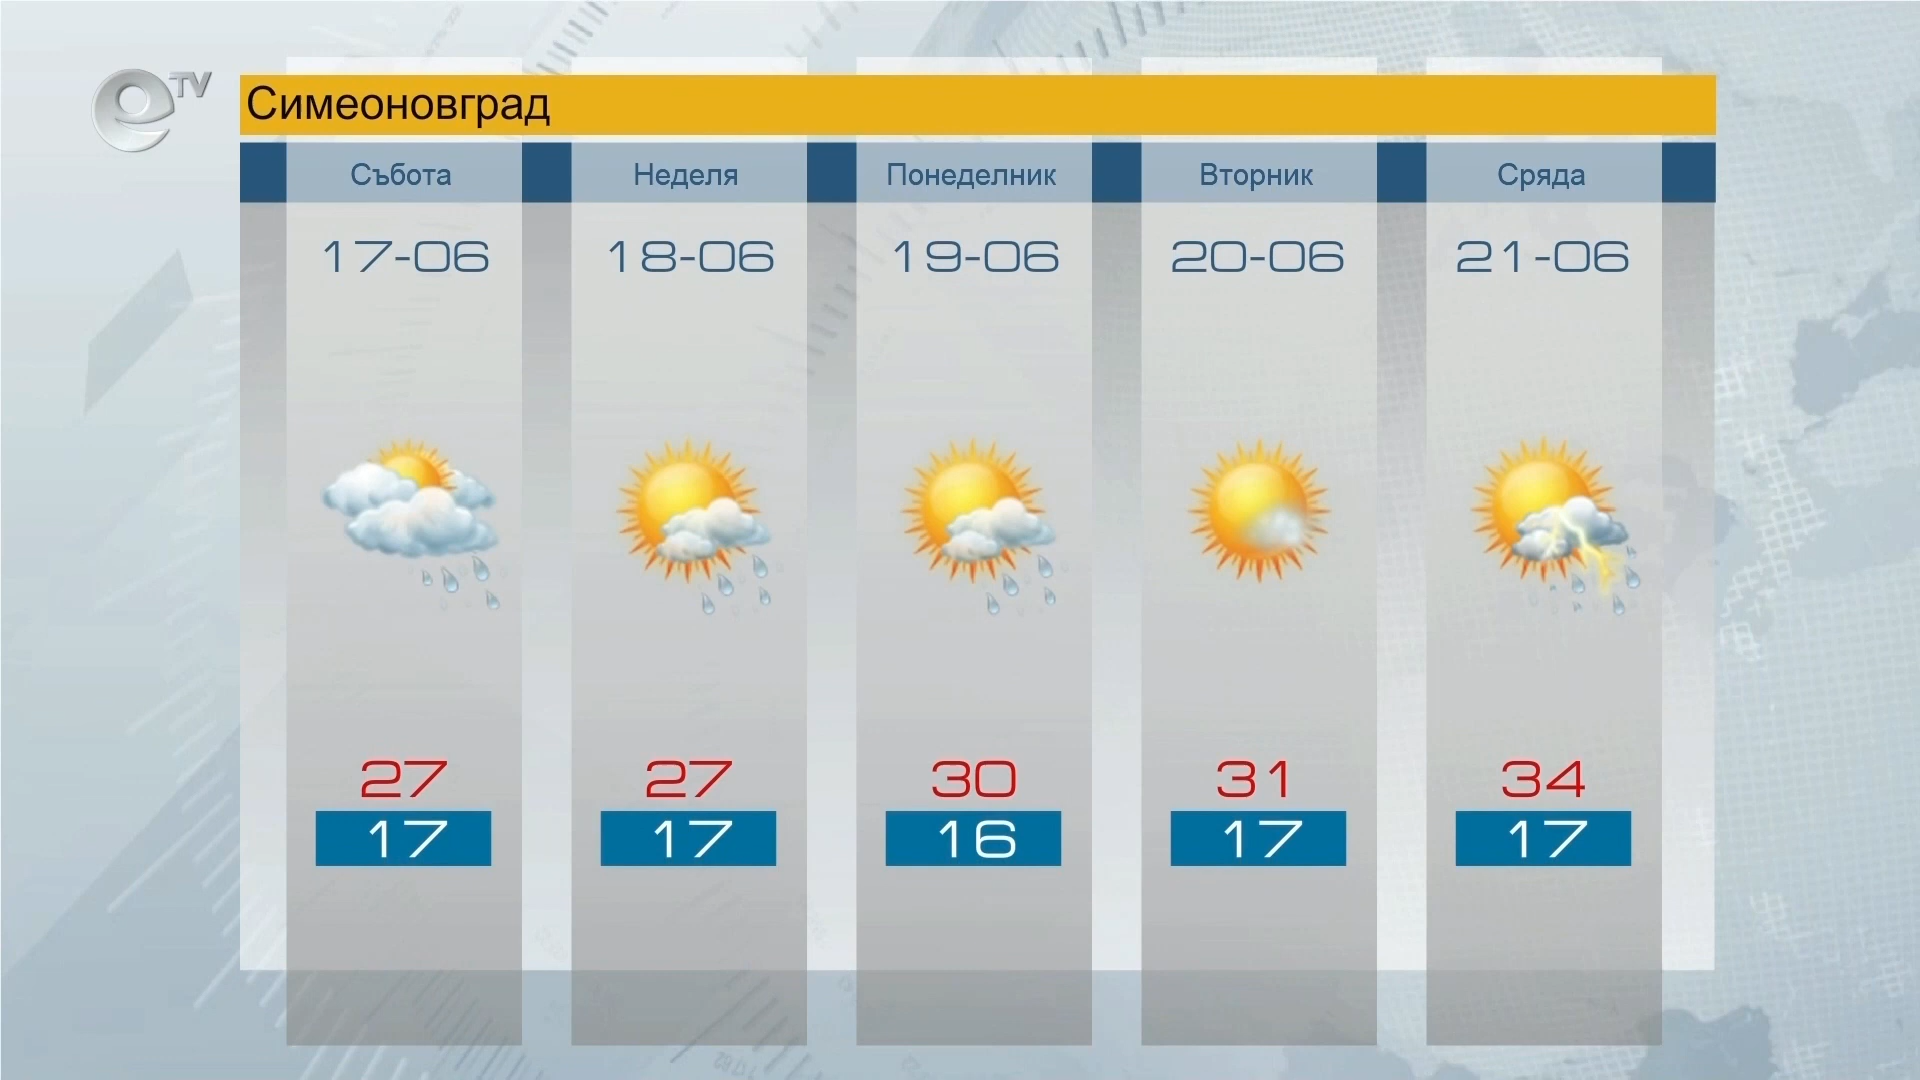 eTV
Симеоновград
Събота Неделя Понеделник Вторник Сряда
17-06 18-06 19-06 20-06 21-06
27 27 30 31 34
17 17 16 17 17